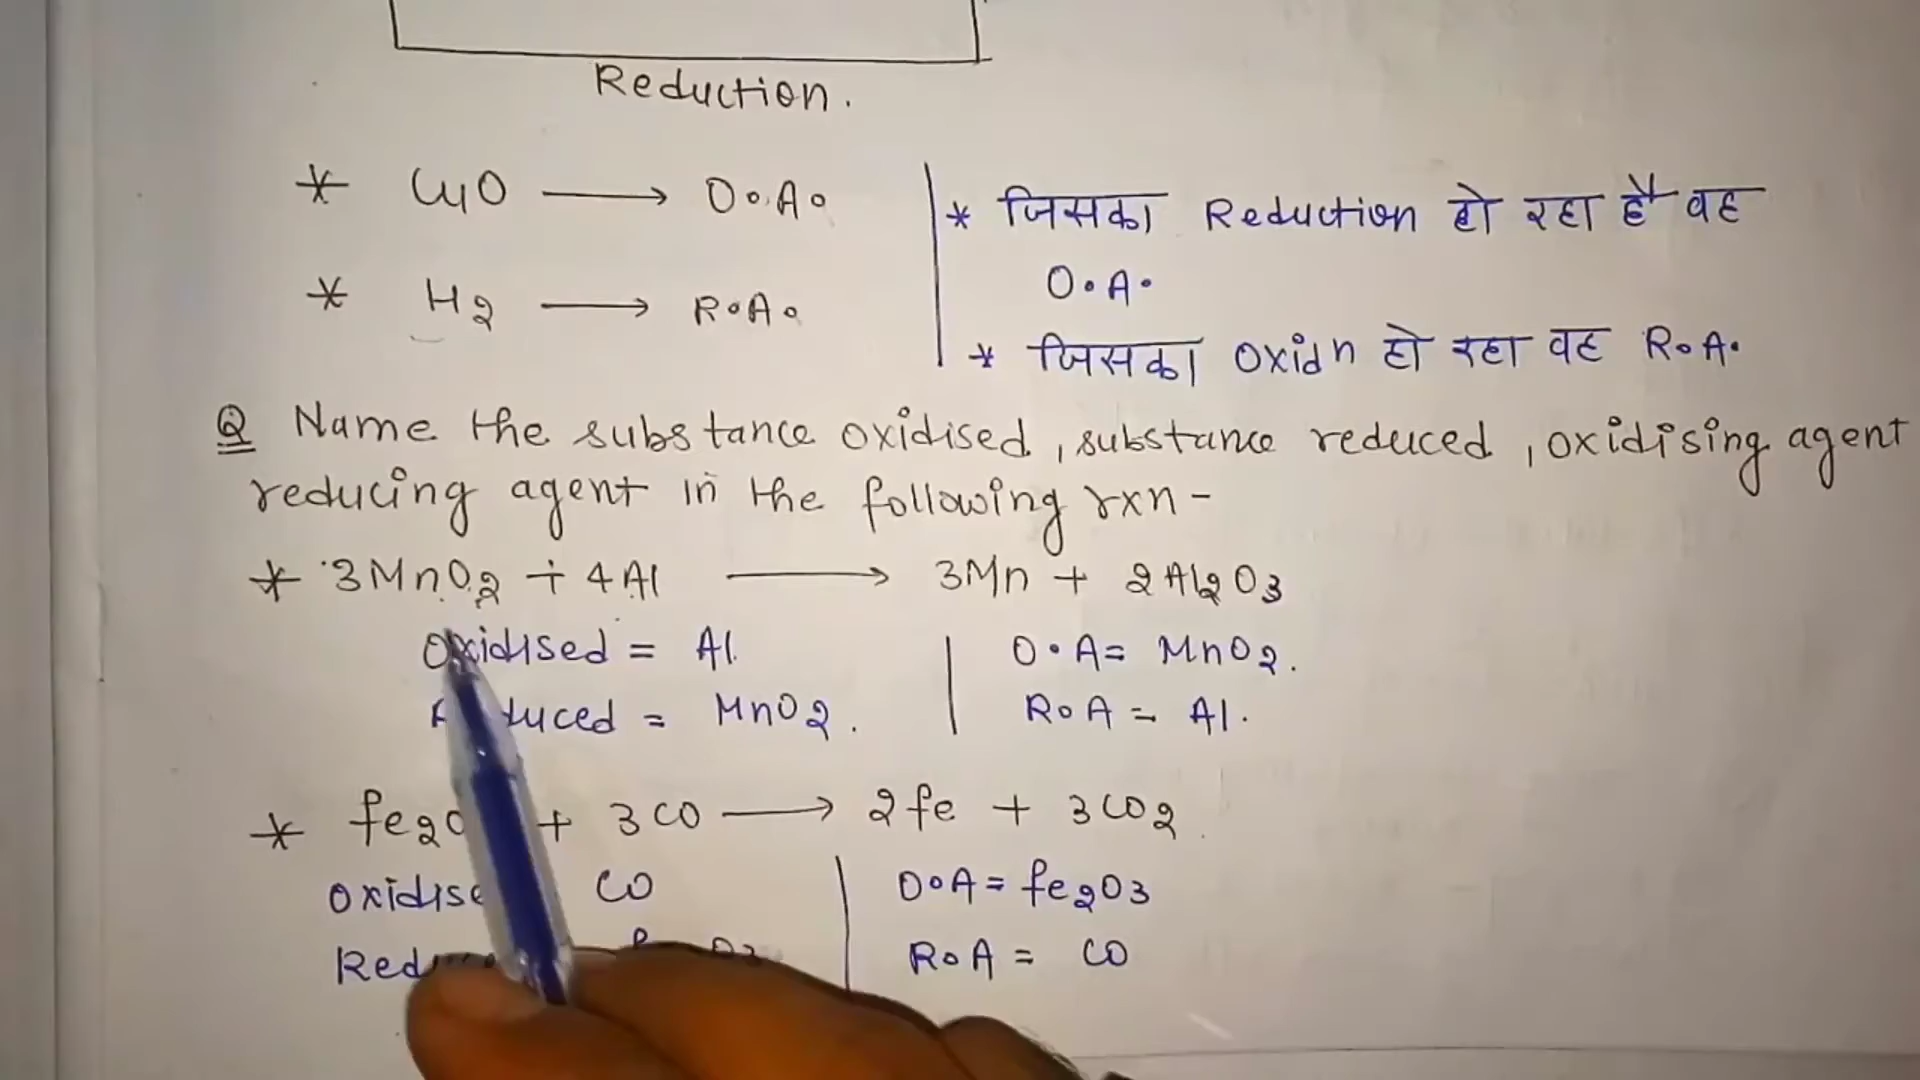 Reduction.
* CuO ⟶ O.A.
* H2 ⟶ R.A.
* जिसका Reduction हो रहा है वह
O.A.
* जिसका Oxidn हो रहा वह R.A.
Q Name the substance oxidised, substance reduced, oxidising agent
reducing agent in the following rxn -
* 3MnO2 + 4Al ⟶ 3Mn + 2Al2O3
Oxidised = Al.
Reduced = MnO2.
O.A = MnO2.
R.A = Al.
* + 3CO ⟶ 2fe + 3CO2
CO
O.A = fe2O3
R.A = CO